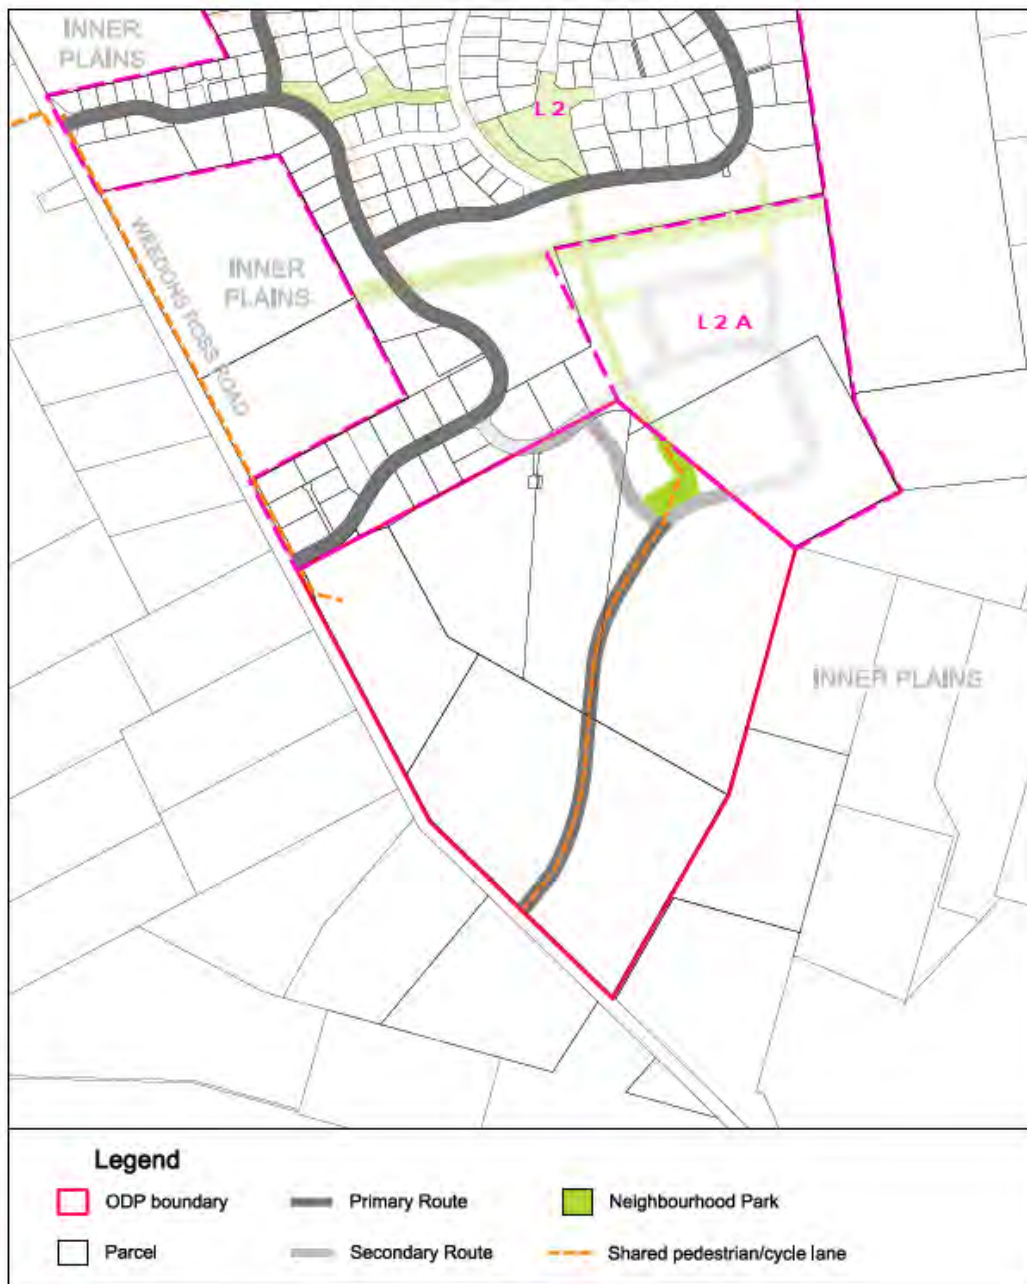 INNER
PLAINS
L 2
WEEDONS ROSS ROAD
INNER
PLAINS
L 2 A
INNER PLAINS
Legend
ODP boundary
Primary Route
Neighbourhood Park
Parcel
Secondary Route
Shared pedestrian/cycle lane